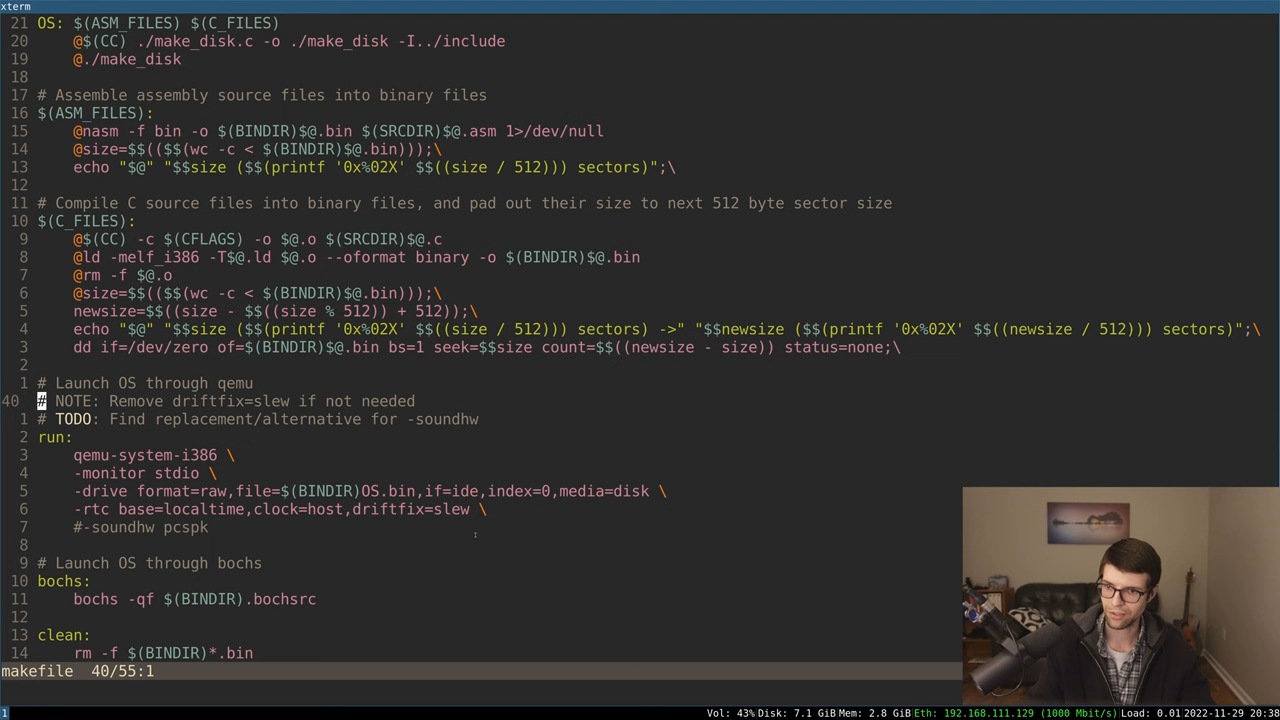 xterm
21 OS: $(ASM_FILES) $(C_FILES)
20     @$(CC) ./make_disk.c -o ./make_disk -I../include
19     @./make_disk
18
17 # Assemble assembly source files into binary files
16 $(ASM_FILES):
15     @nasm -f bin -o $(BINDIR)$@.bin $(SRCDIR)$@.asm 1>/dev/null
14     @size=$$(($$(wc -c < $(BINDIR)$@.bin)));\
13     echo "$@" "$$size ($$(printf '0x%02X' $$((size / 512))) sectors)";\
12
11 # Compile C source files into binary files, and pad out their size to next 512 byte sector size
10 $(C_FILES):
9     @$(CC) -c $(CFLAGS) -o $@.o $(SRCDIR)$@.c
8     @ld -melf_i386 -T$@.ld $@.o --oformat binary -o $(BINDIR)$@.bin
7     @rm -f $@.o
6     @size=$$(($$(wc -c < $(BINDIR)$@.bin)));\
5     newsize=$$((size - $$((size % 512)) + 512));\
4     echo "$@" "$$size ($$(printf '0x%02X' $$((size / 512))) sectors) ->" "$$newsize ($$(printf '0x%02X' $$((newsize / 512))) sectors)";\
3     dd if=/dev/zero of=$(BINDIR)$@.bin bs=1 seek=$$size count=$$((newsize - size)) status=none;\
2
1 # Launch OS through qemu
40 # NOTE: Remove driftfix=slew if not needed
1 # TODO: Find replacement/alternative for -soundhw
2 run:
3     qemu-system-i386 \
4     -monitor stdio \
5     -drive format=raw,file=$(BINDIR)OS.bin,if=ide,index=0,media=disk \
6     -rtc base=localtime,clock=host,driftfix=slew \
7     #-soundhw pcspk
8
9 # Launch OS through bochs
10 bochs:
11     bochs -qf $(BINDIR).bochsrc
12
13 clean:
14     rm -f $(BINDIR)*.bin
makefile  40/55:1
1 Vol: 43% Disk: 7.1 GiB Mem: 2.8 GiB Eth: 192.168.111.129 (1000 Mbit/s) Load: 0.01 2022-11-29 20:38